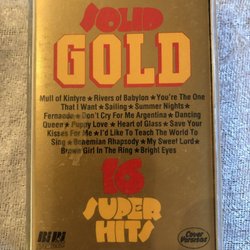 SOLID
GOLD
Mull of Kintyre ★ Rivers of Babylon ★ You're The One
That I Want ★ Sailing ★ Summer Nights ★
Fernando ★ Don't Cry For Me Argentina ★ Dancing
Queen ★ Puppy Love ★ Heart of Glass ★ Save Your
Kisses For Me ★ I'd Like To Teach The World To
Sing ★ Bohemian Rhapsody ★ My Sweet Lord ★
Brown Girl In The Ring ★ Bright Eyes
16
SUPER
HITS
Cover
Versions